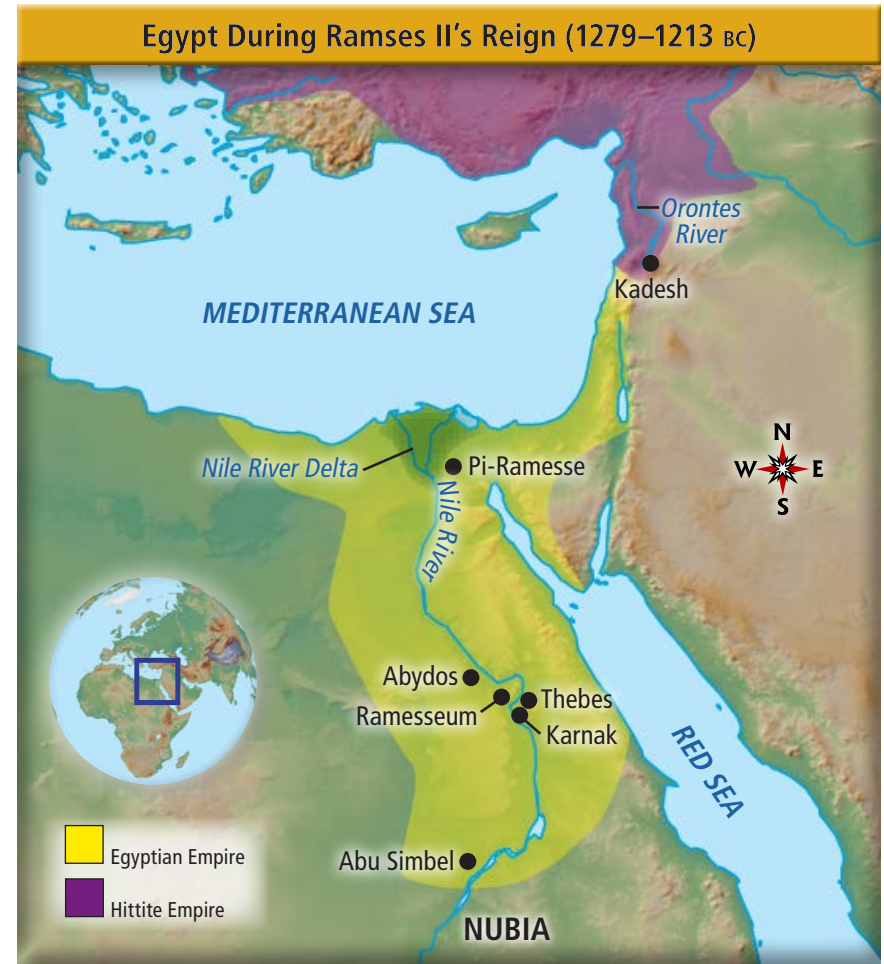 Egypt During Ramses II's Reign (1279–1213 BC)
Orontes
River
Kadesh
MEDITERRANEAN SEA
N
W E
S
Nile River Delta
Pi-Ramesse
Nile River
Abydos
Ramesseum
Thebes
Karnak
RED SEA
Abu Simbel
NUBIA
Egyptian Empire
Hittite Empire